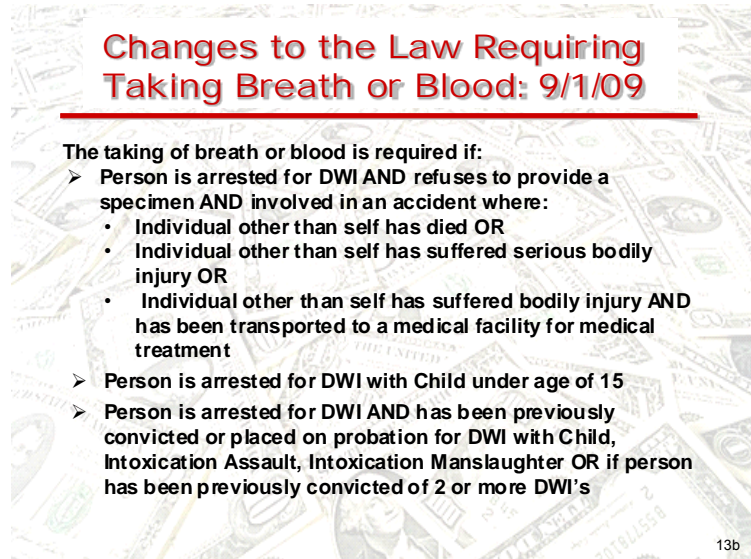 Changes to the Law Requiring
Taking Breath or Blood: 9/1/09
The taking of breath or blood is required if:
➢ Person is arrested for DWI AND refuses to provide a
specimen AND involved in an accident where:
• Individual other than self has died OR
• Individual other than self has suffered serious bodily
injury OR
• Individual other than self has suffered bodily injury AND
has been transported to a medical facility for medical
treatment
➢ Person is arrested for DWI with Child under age of 15
➢ Person is arrested for DWI AND has been previously
convicted or placed on probation for DWI with Child,
Intoxication Assault, Intoxication Manslaughter OR if person
has been previously convicted of 2 or more DWI's
13b